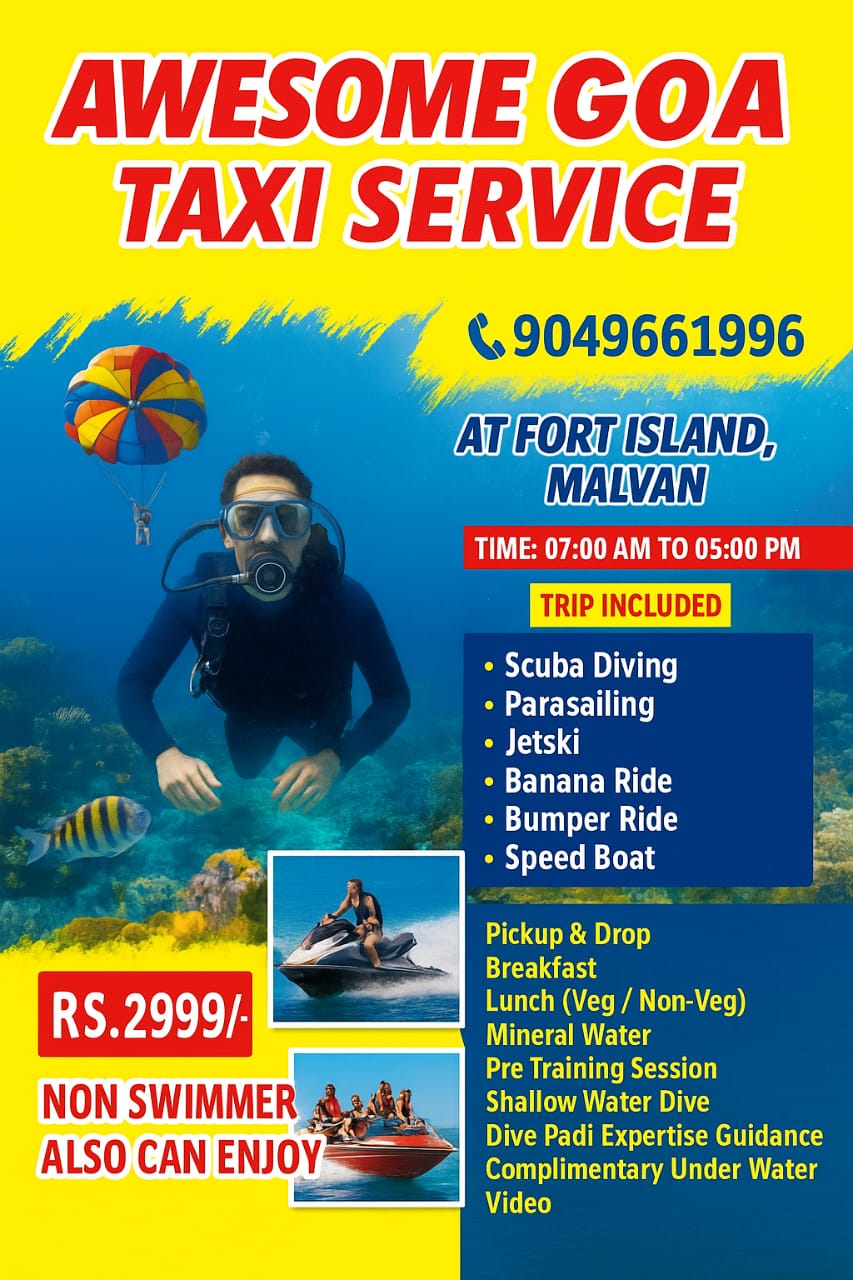 AWESOME GOA
TAXI SERVICE
9049661996
AT FORT ISLAND,
MALVAN
TIME: 07:00 AM TO 05:00 PM
TRIP INCLUDED
• Scuba Diving
• Parasailing
• Jetski
• Banana Ride
• Bumper Ride
• Speed Boat
Pickup & Drop
Breakfast
Lunch (Veg / Non-Veg)
Mineral Water
Pre Training Session
Shallow Water Dive
Dive Padi Expertise Guidance
Complimentary Under Water
Video
RS.2999/-
NON SWIMMER
ALSO CAN ENJOY